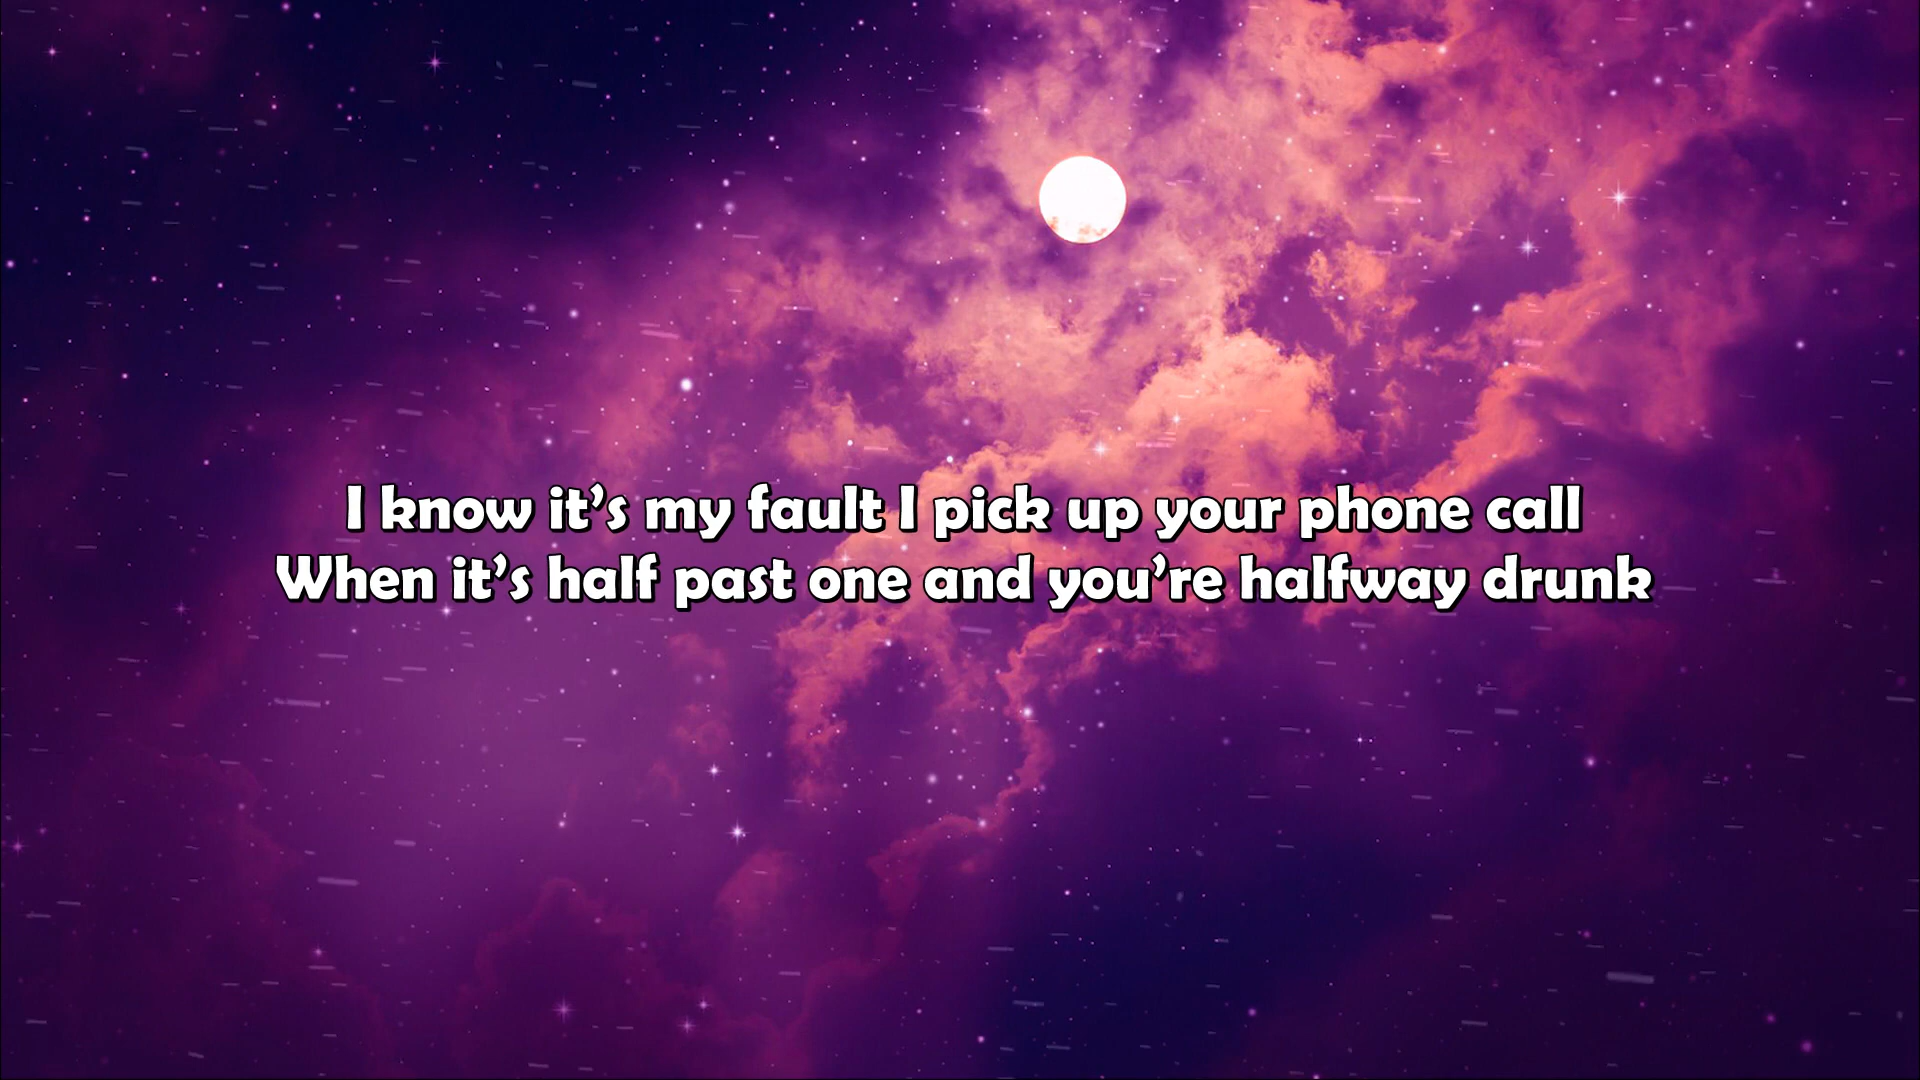 I know it’s my fault I pick up your phone call
When it’s half past one and you’re halfway drunk